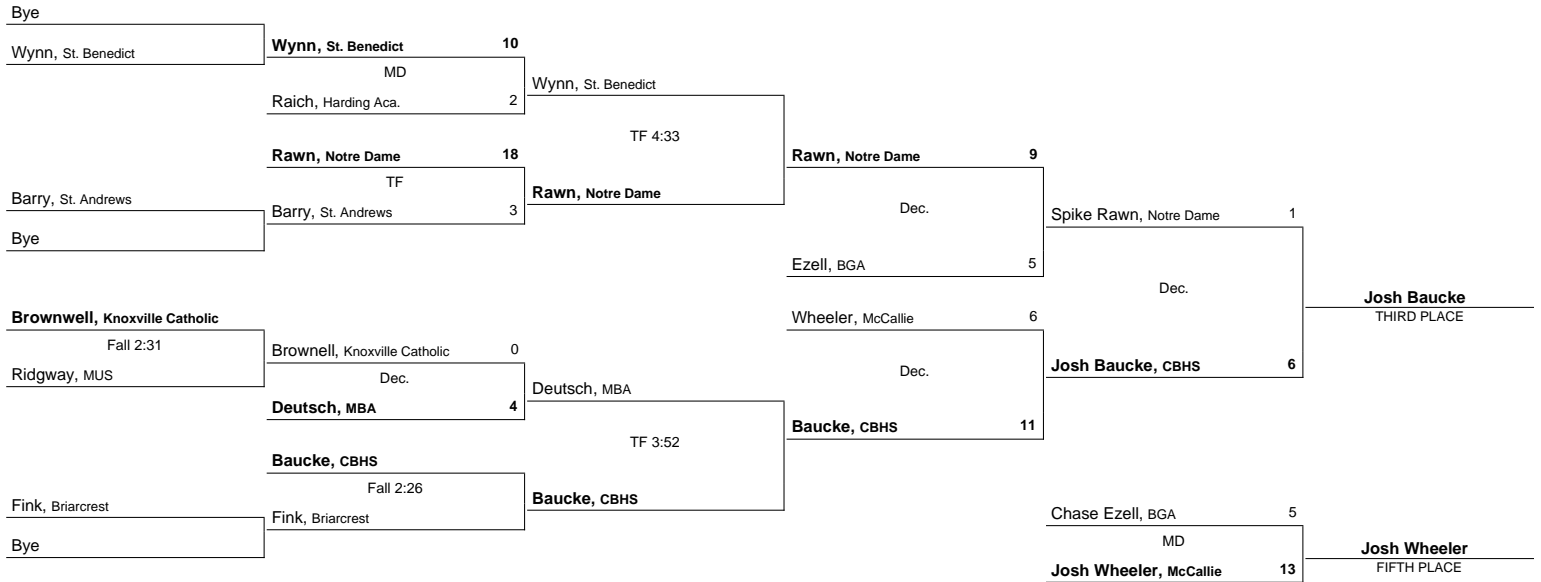 Bye
Wynn, St. Benedict
Wynn, St. Benedict 10
MD
Raich, Harding Aca. 2
Wynn, St. Benedict
TF 4:33
Rawn, Notre Dame 18
TF
Barry, St. Andrews 3
Rawn, Notre Dame
Barry, St. Andrews
Bye
Rawn, Notre Dame 9
Dec.
Ezell, BGA 5
Spike Rawn, Notre Dame 1
Dec.
Josh Baucke, CBHS 6
Josh Baucke
THIRD PLACE
Brownwell, Knoxville Catholic
Fall 2:31
Ridgway, MUS
Brownell, Knoxville Catholic 0
Dec.
Deutsch, MBA 4
Deutsch, MBA
TF 3:52
Baucke, CBHS
Fall 2:26
Fink, Briarcrest
Baucke, CBHS
Fink, Briarcrest
Bye
Wheeler, McCallie 6
Dec.
Baucke, CBHS 11
Chase Ezell, BGA 5
MD
Josh Wheeler, McCallie 13
Josh Wheeler
FIFTH PLACE